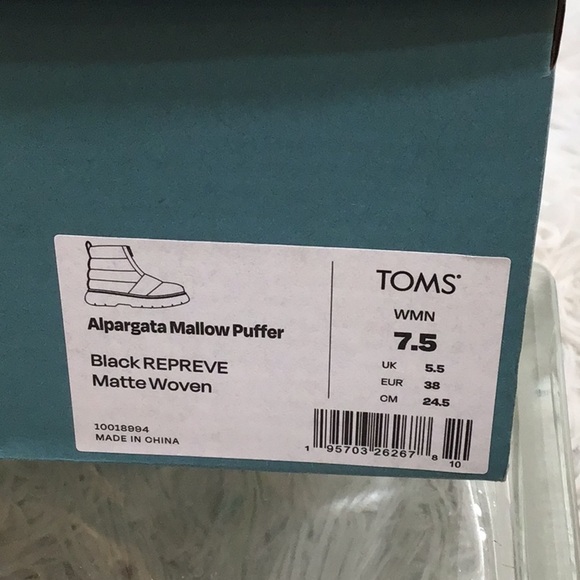 Alpargata Mallow Puffer
Black REPREVE
Matte Woven
10018994
MADE IN CHINA
TOMS®
WMN
7.5
UK 5.5
EUR 38
CM 24.5
1 95703 26267 6 10